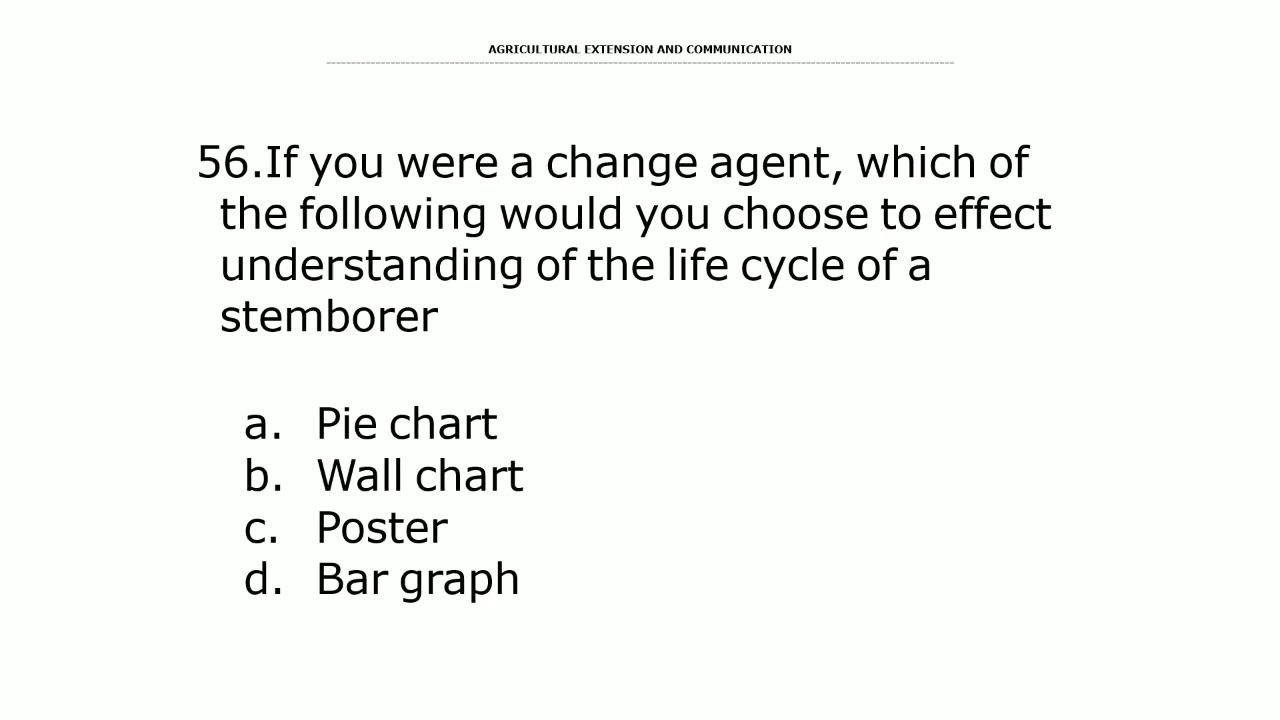 AGRICULTURAL EXTENSION AND COMMUNICATION
56.If you were a change agent, which of
the following would you choose to effect
understanding of the life cycle of a
stemborer
a. Pie chart
b. Wall chart
c. Poster
d. Bar graph